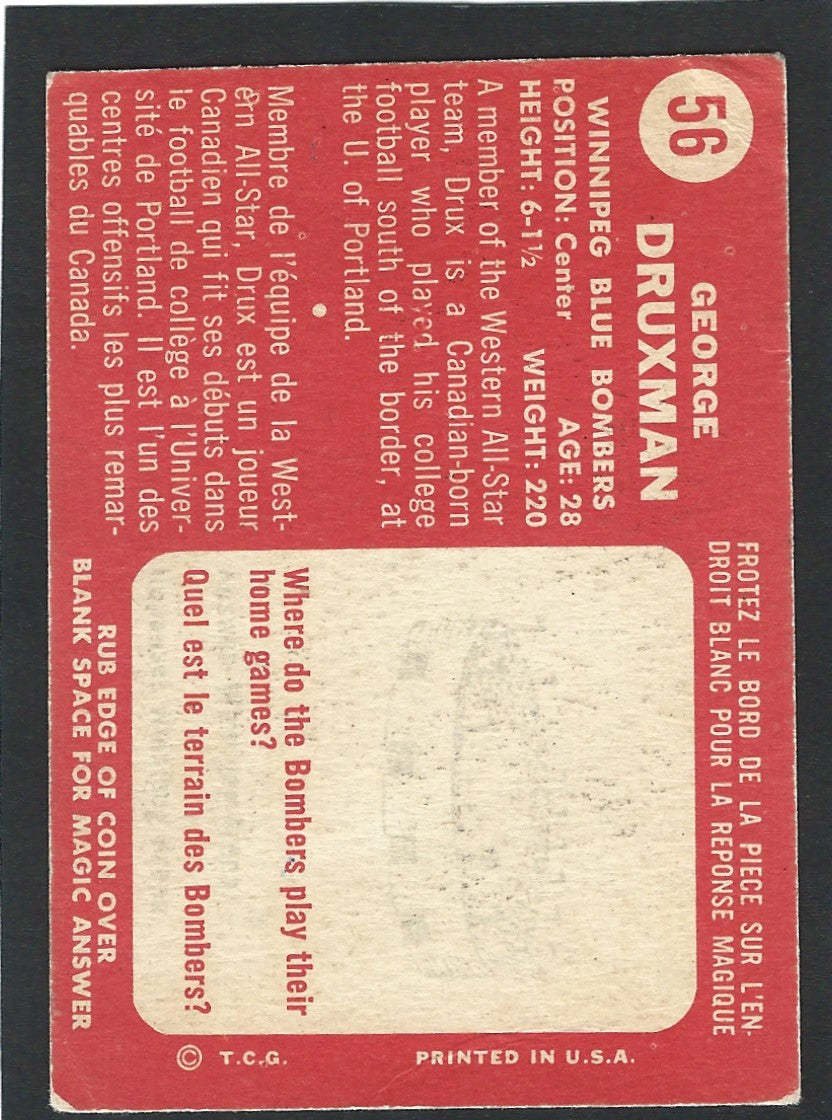 56
GEORGE
DRUXMAN
WINNIPEG BLUE BOMBERS
POSITION: Center AGE: 28
HEIGHT: 6-1½ WEIGHT: 220
A member of the Western All-Star
team, Drux is a Canadian-born
player who played his college
football south of the border, at
the U. of Portland.
Membre de l'équipe de la West-
ern All-Star, Drux est un joueur
Canadien qui fit ses débuts dans
le football de collège à l'Univer-
sité de Portland. Il est l'un des
centres offensifs les plus remar-
quables du Canada.
FROTEZ LE BORD DE LA PIECE SUR L'EN-
DROIT BLANC POUR LA REPONSE MAGIQUE
Where do the Bombers play their
home games?
Quel est le terrain des Bombers?
RUB EDGE OF COIN OVER
BLANK SPACE FOR MAGIC ANSWER
© T.C.G. PRINTED IN U.S.A.